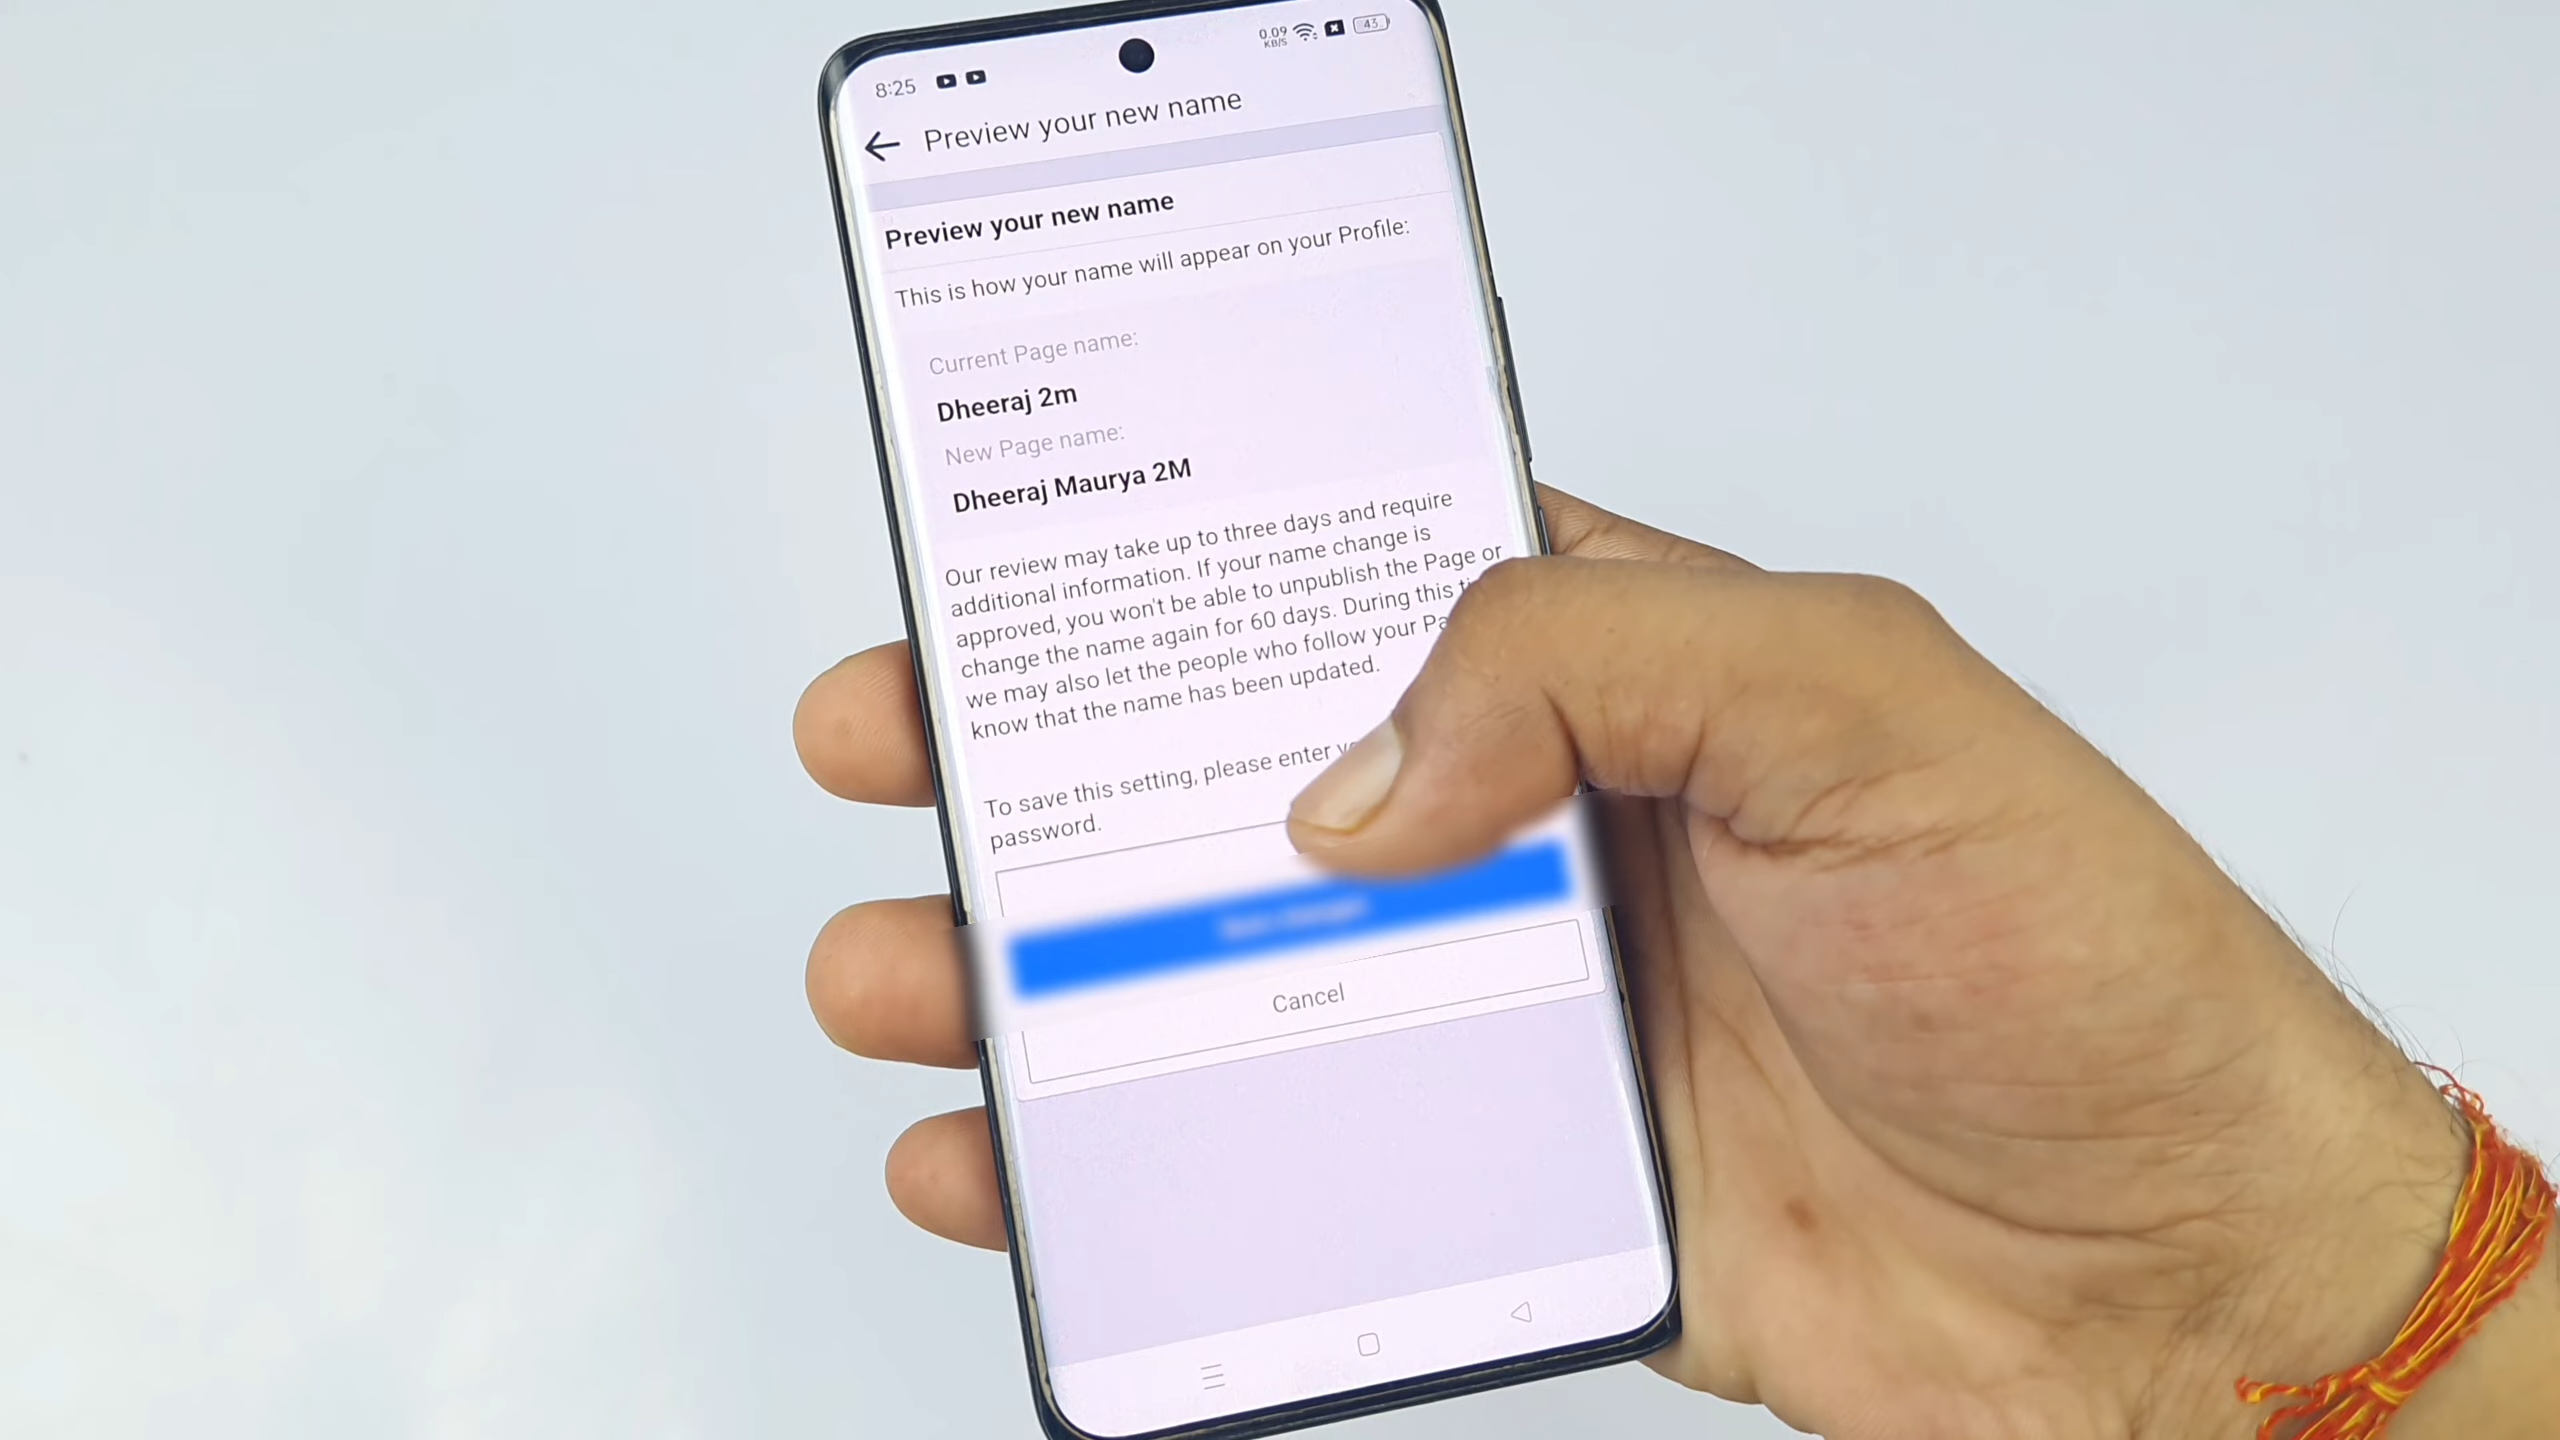 8:25
0.09
KB/S
43
Preview your new name
Preview your new name
This is how your name will appear on your Profile:
Current Page name:
Dheeraj 2m
New Page name:
Dheeraj Maurya 2M
Our review may take up to three days and require
additional information. If your name change is
approved, you won't be able to unpublish the Page or
change the name again for 60 days. During this
we may also let the people who follow your
know that the name has been updated.
To save this setting, please enter
password.
Cancel